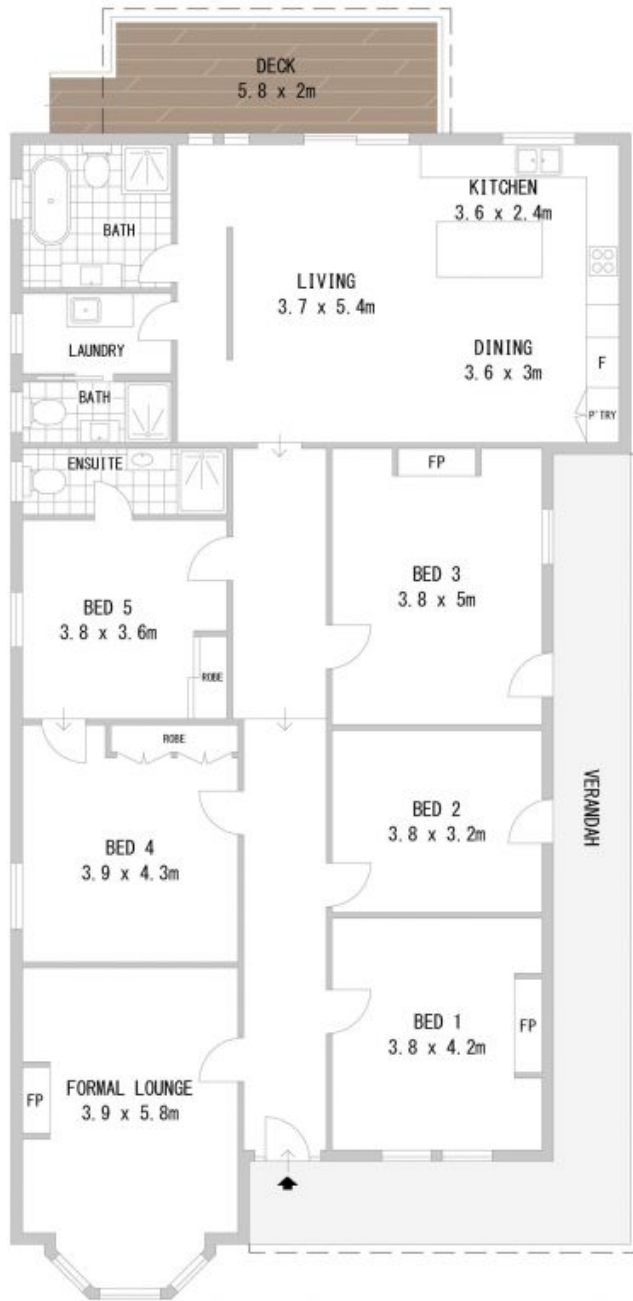 DECK
5.8 x 2m
BATH
KITCHEN
3.6 x 2.4m
LIVING
3.7 x 5.4m
LAUNDRY
DINING
3.6 x 3m
F
BATH
P'TRY
ENSUITE
FP
BED 3
3.8 x 5m
BED 5
3.8 x 3.6m
ROBE
ROBE
BED 2
3.8 x 3.2m
VERANDAH
BED 4
3.9 x 4.3m
BED 1
3.8 x 4.2m
FP
FORMAL LOUNGE
3.9 x 5.8m
FP